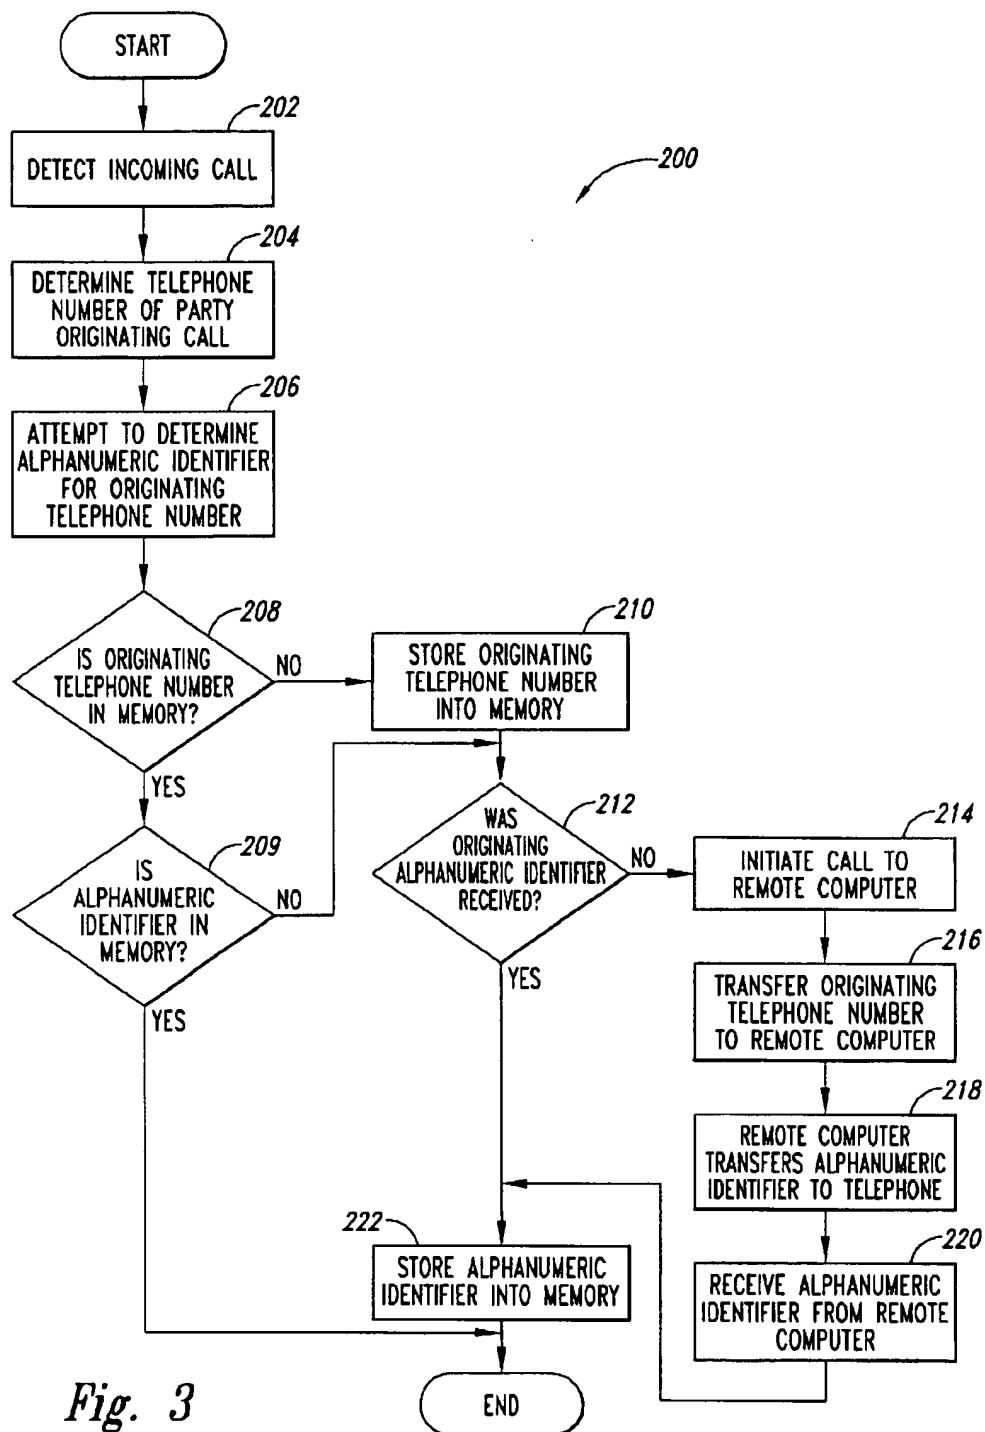 START
202
DETECT INCOMING CALL
200
204
DETERMINE TELEPHONE
NUMBER OF PARTY
ORIGINATING CALL
206
ATTEMPT TO DETERMINE
ALPHANUMERIC IDENTIFIER
FOR ORIGINATING
TELEPHONE NUMBER
208
IS ORIGINATING
TELEPHONE NUMBER
IN MEMORY?
NO
YES
210
STORE ORIGINATING
TELEPHONE NUMBER
INTO MEMORY
209
IS
ALPHANUMERIC
IDENTIFIER IN
MEMORY?
NO
YES
212
WAS
ORIGINATING
ALPHANUMERIC IDENTIFIER
RECEIVED?
NO
YES
214
INITIATE CALL TO
REMOTE COMPUTER
216
TRANSFER ORIGINATING
TELEPHONE NUMBER
TO REMOTE COMPUTER
218
REMOTE COMPUTER
TRANSFERS ALPHANUMERIC
IDENTIFIER TO TELEPHONE
220
RECEIVE ALPHANUMERIC
IDENTIFIER FROM REMOTE
COMPUTER
222
STORE ALPHANUMERIC
IDENTIFIER INTO MEMORY
END
Fig. 3